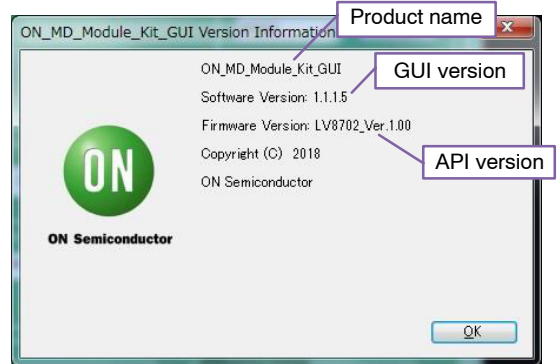 Product name
ON_MD_Module_Kit_GUI Version Information
ON_MD_Module_Kit_GUI
GUI version
Software Version: 1.1.1.5
Firmware Version: LV8702_Ver.1.00
API version
Copyright (C) 2018
ON Semiconductor
ON
ON Semiconductor
OK